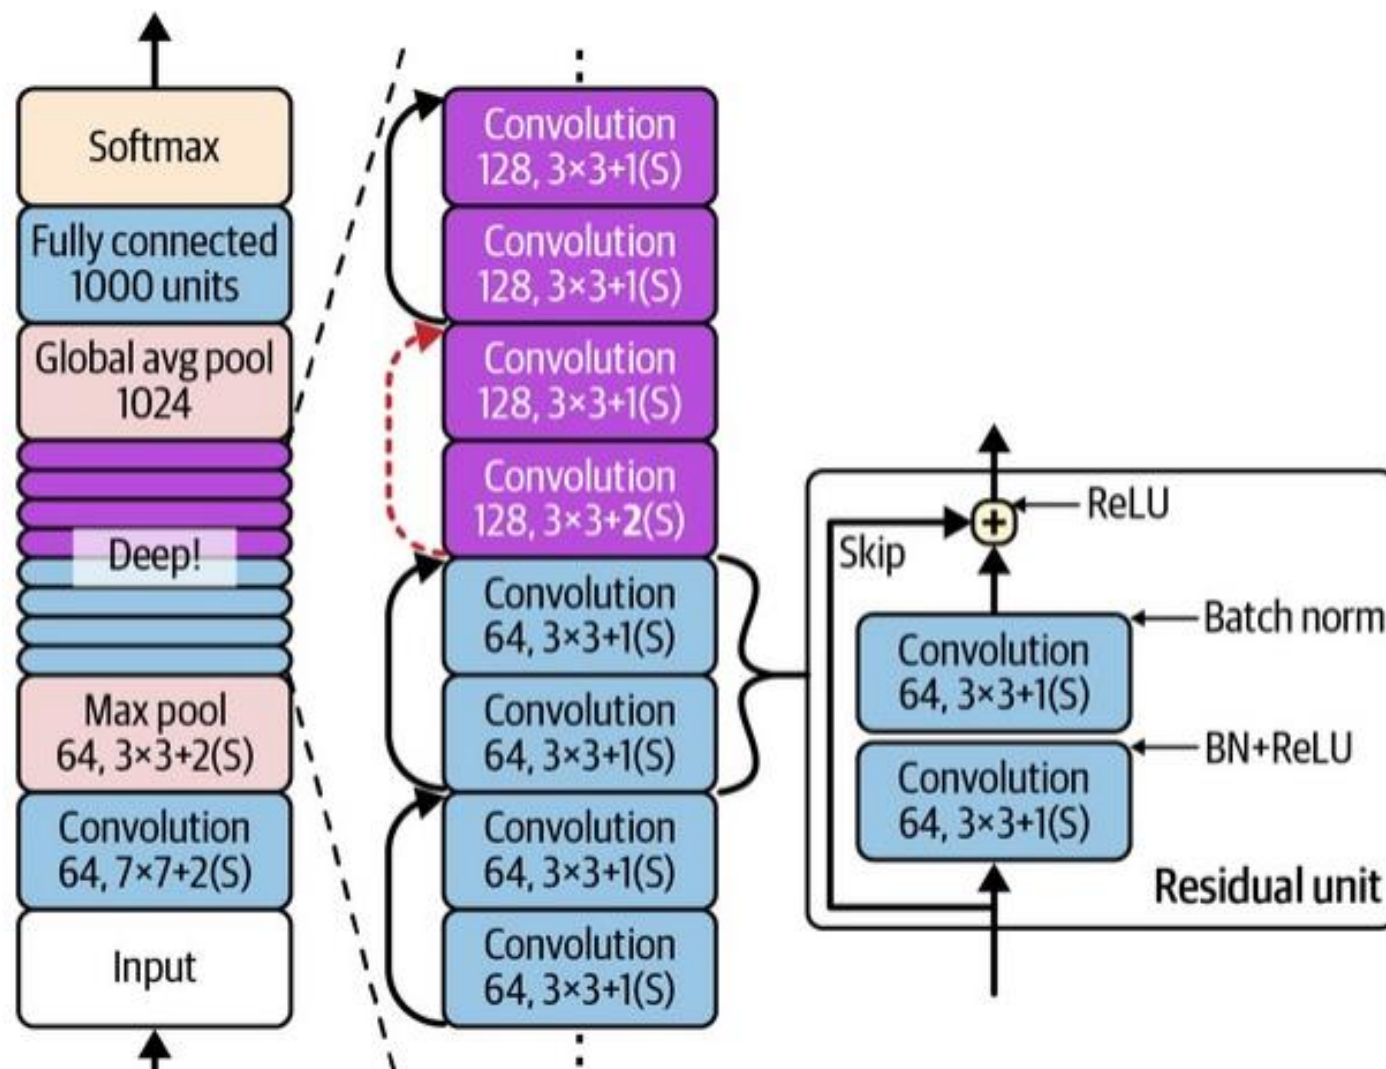 Softmax
Fully connected
1000 units
Global avg pool
1024
Deep!
Max pool
64, 3×3+2(S)
Convolution
64, 7×7+2(S)
Input
Convolution
128, 3×3+1(S)
Convolution
128, 3×3+1(S)
Convolution
128, 3×3+1(S)
Convolution
128, 3×3+2(S)
Convolution
64, 3×3+1(S)
Convolution
64, 3×3+1(S)
Convolution
64, 3×3+1(S)
Convolution
64, 3×3+1(S)
+
ReLU
Skip
Batch norm
Convolution
64, 3×3+1(S)
BN+ReLU
Convolution
64, 3×3+1(S)
Residual unit